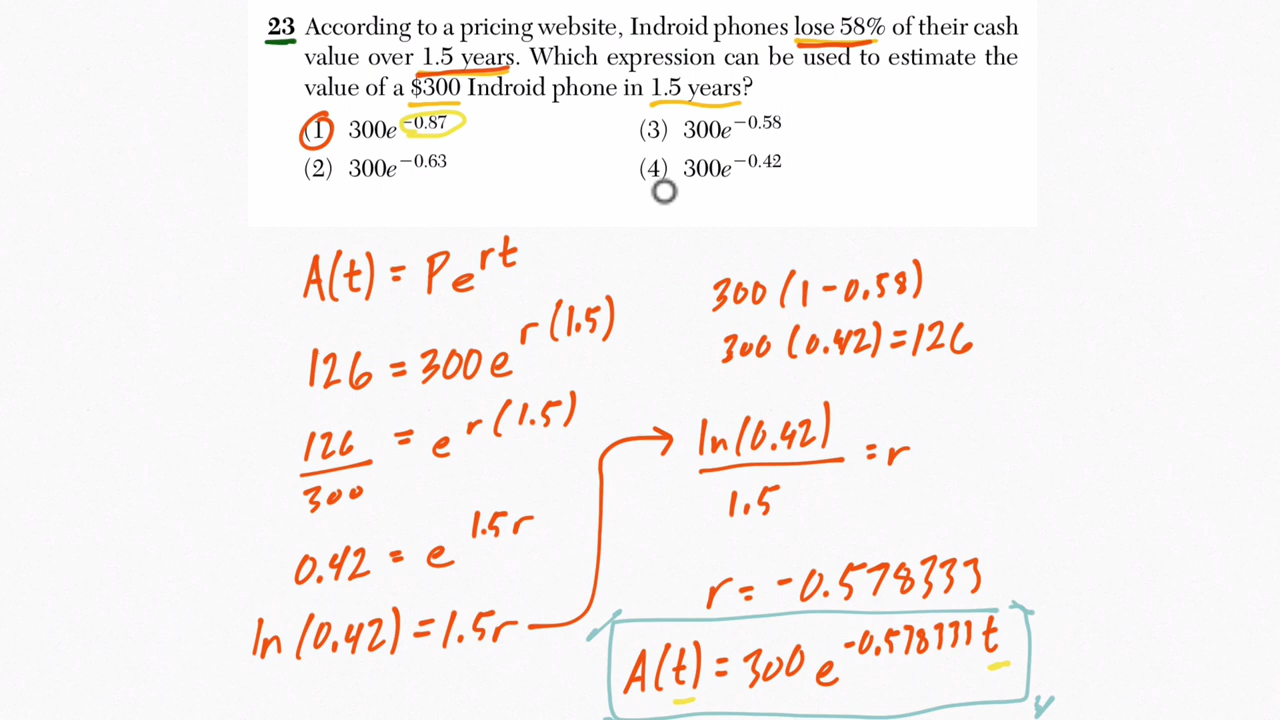 23 According to a pricing website, Indroid phones lose 58% of their cash
value over 1.5 years. Which expression can be used to estimate the
value of a $300 Indroid phone in 1.5 years?
(1) 300e^−0.87
(3) 300e^−0.58
(2) 300e^−0.63
(4) 300e^−0.42
A(t) = Pe^rt
126 = 300e^r(1.5)
126/300 = e^r(1.5)
0.42 = e^1.5r
ln(0.42) = 1.5r
300(1-0.58)
300(0.42)=126
ln(0.42)/1.5 = r
r = -0.578333
A(t) = 300e^-0.578333t